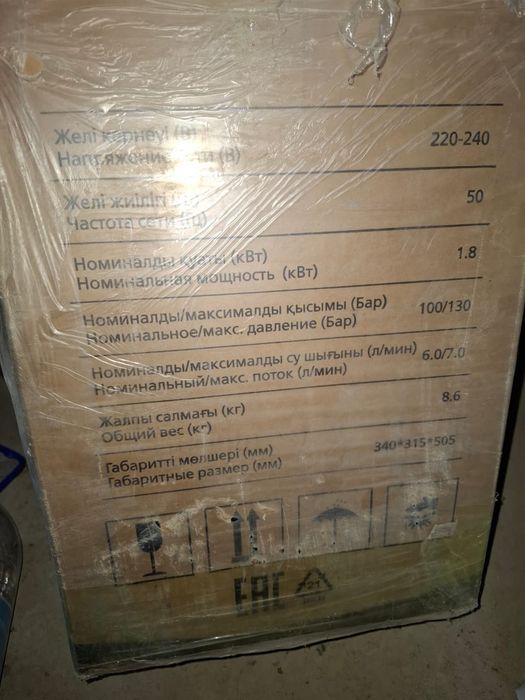 Желі кернеуі (В)
Напряжение сети (В)
220-240
Желі жиілігі (Гц)
Частота сети (Гц)
50
Номиналды қуаты (кВт)
Номинальная мощность (кВт)
1.8
Номиналды/максималды қысымы (Бар)
Номинальное/макс. давление (Бар)
100/130
Номиналды/максималды су шығыны (л/мин)
Номинальный/макс. поток (л/мин)
6.0/7.0
Жалпы салмағы (кг)
Общий вес (кг)
8.6
Габаритті мөлшері (мм)
Габаритные размер (мм)
340*315*505
EAC
21